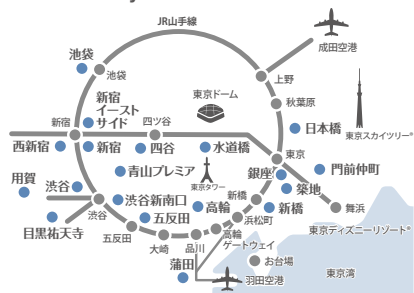 JR山手線
成田空港
池袋
池袋
上野
新宿
イースト
サイド
東京ドーム
秋葉原
新宿
四ツ谷
日本橋
東京スカイツリー®
西新宿
新宿
四谷
水道橋
東京
青山プレミア
東京タワー
銀座
門前仲町
用賀
渋谷
築地
渋谷
渋谷新南口
高輪
新橋
新橋
舞浜
目黒祐天寺
五反田
浜松町
五反田
大崎
品川
高輪
ゲートウェイ
東京ディズニーリゾート®
お台場
蒲田
羽田空港
東京湾